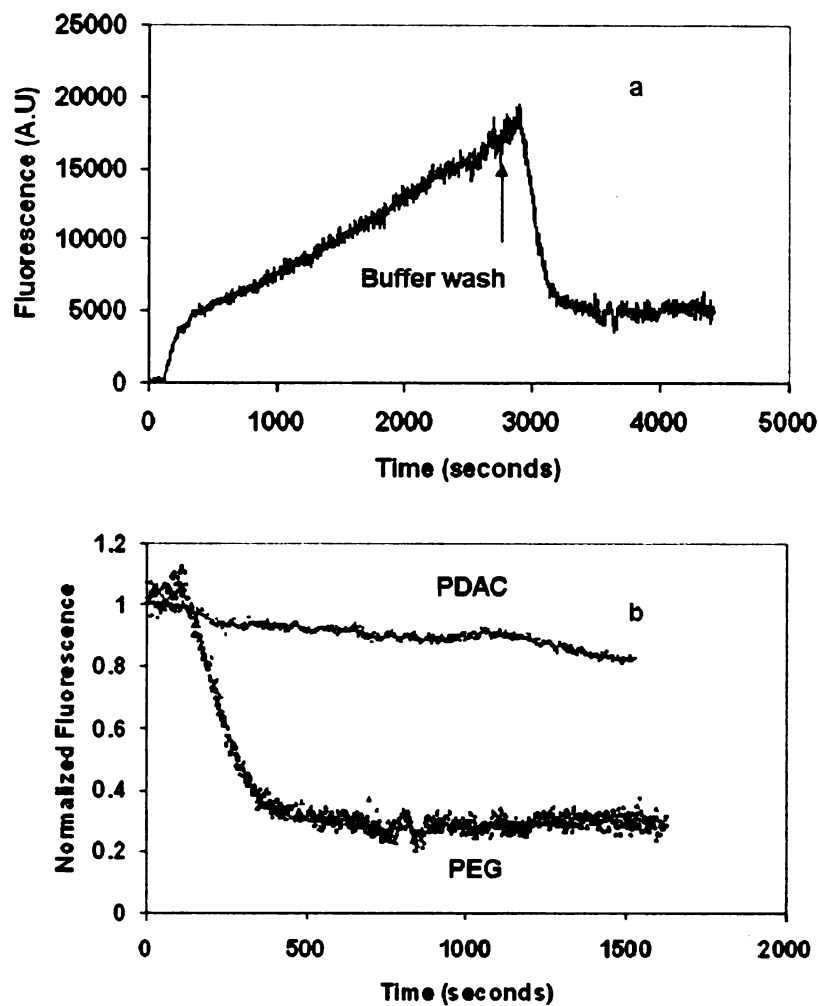 25000
20000
15000
10000
5000
0
Fluorescence (A.U)
a
Buffer wash
0 1000 2000 3000 4000 5000
Time (seconds)
1.2
1
0.8
0.6
0.4
0.2
0
Normalized Fluorescence
PDAC
b
PEG
0 500 1000 1500 2000
Time (seconds)